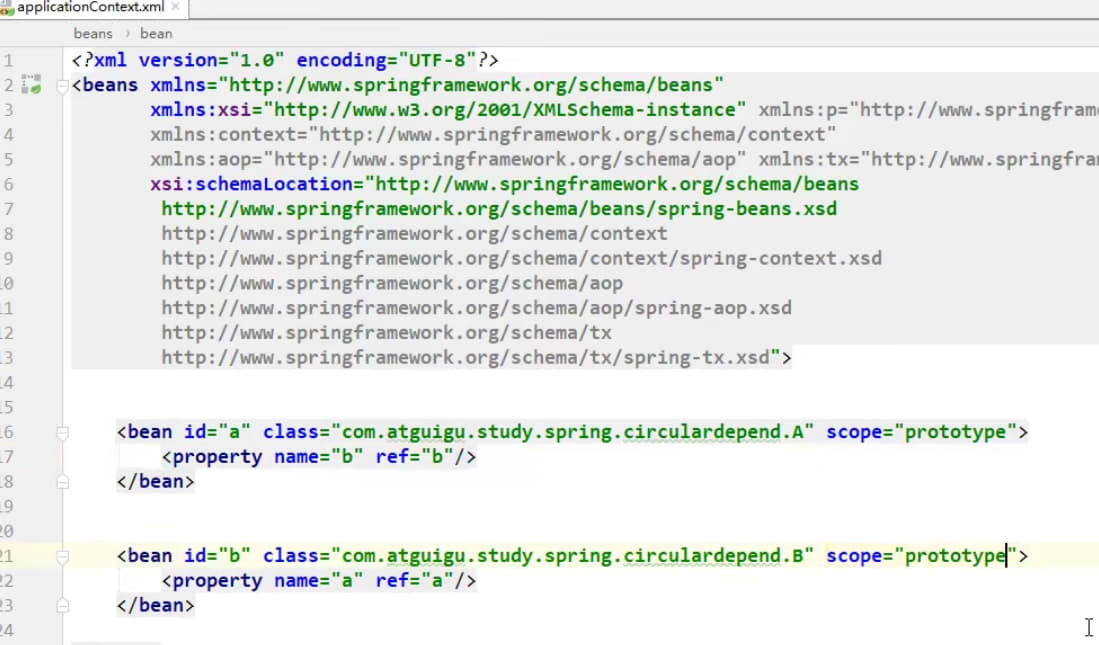 applicationContext.xml
beans › bean
1 <?xml version="1.0" encoding="UTF-8"?>
2 <beans xmlns="http://www.springframework.org/schema/beans"
3 xmlns:xsi="http://www.w3.org/2001/XMLSchema-instance" xmlns:p="http://www.springfram
4 xmlns:context="http://www.springframework.org/schema/context"
5 xmlns:aop="http://www.springframework.org/schema/aop" xmlns:tx="http://www.springfra
6 xsi:schemaLocation="http://www.springframework.org/schema/beans
7 http://www.springframework.org/schema/beans/spring-beans.xsd
8 http://www.springframework.org/schema/context
9 http://www.springframework.org/schema/context/spring-context.xsd
10 http://www.springframework.org/schema/aop
11 http://www.springframework.org/schema/aop/spring-aop.xsd
12 http://www.springframework.org/schema/tx
13 http://www.springframework.org/schema/tx/spring-tx.xsd">
14
15
16 <bean id="a" class="com.atguigu.study.spring.circulardepend.A" scope="prototype">
17 <property name="b" ref="b"/>
18 </bean>
19
20
21 <bean id="b" class="com.atguigu.study.spring.circulardepend.B" scope="prototype">
22 <property name="a" ref="a"/>
23 </bean>
24